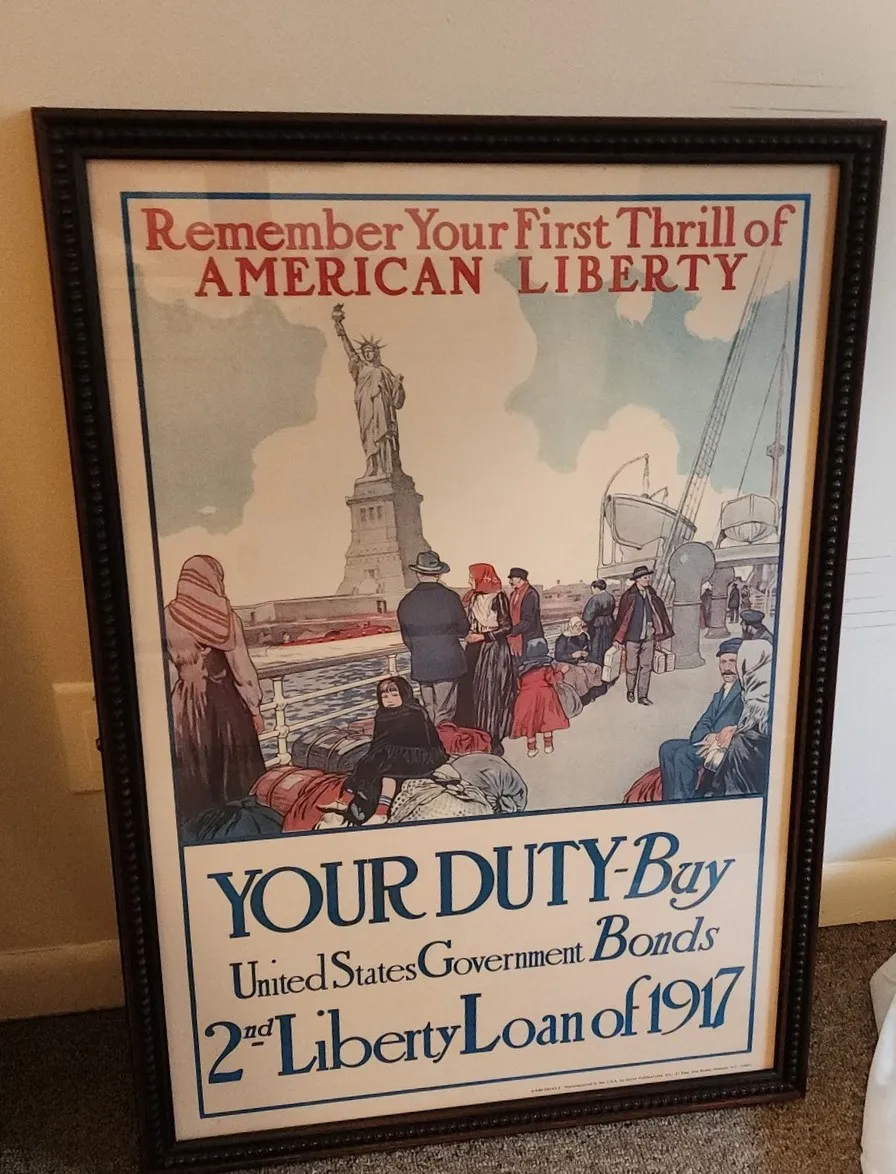 Remember Your First Thrill of
AMERICAN LIBERTY
YOUR DUTY-Buy
United States Government Bonds
2nd Liberty Loan of 1917